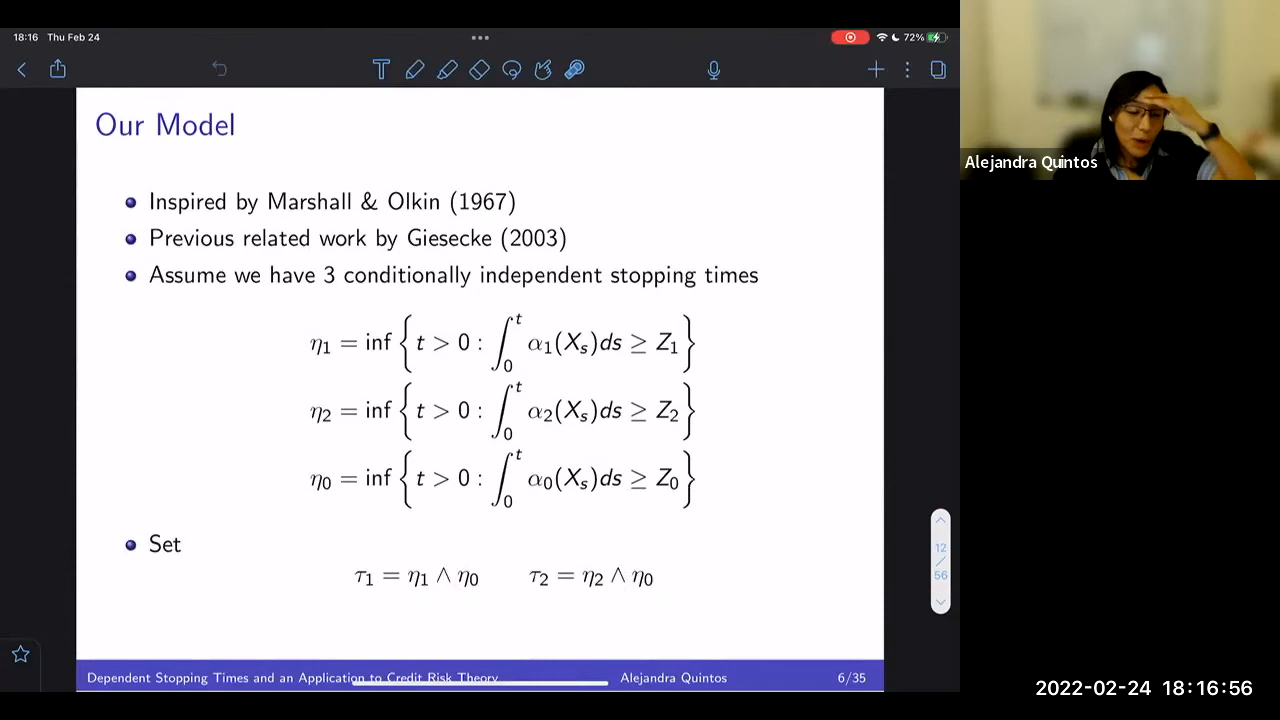 18:16 Thu Feb 24
72%
Our Model
Inspired by Marshall & Olkin (1967)
Previous related work by Giesecke (2003)
Assume we have 3 conditionally independent stopping times
η₁ = inf { t > 0 : ∫₀ᵗ α₁(Xₛ)ds ≥ Z₁ }
η₂ = inf { t > 0 : ∫₀ᵗ α₂(Xₛ)ds ≥ Z₂ }
η₀ = inf { t > 0 : ∫₀ᵗ α₀(Xₛ)ds ≥ Z₀ }
Set
τ₁ = η₁ ∧ η₀ τ₂ = η₂ ∧ η₀
12
/
56
Dependent Stopping Times and an Application to Credit Risk Theory Alejandra Quintos 6/35
Alejandra Quintos
2022-02-24 18:16:56